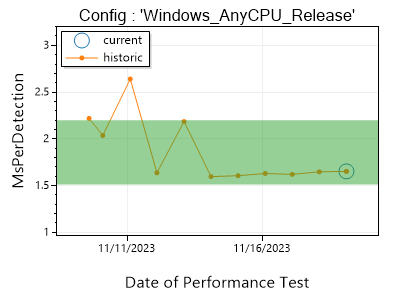 Config : 'Windows_AnyCPU_Release'
current
historic
3
2.5
2
1.5
1
MsPerDetection
11/11/2023
11/16/2023
Date of Performance Test